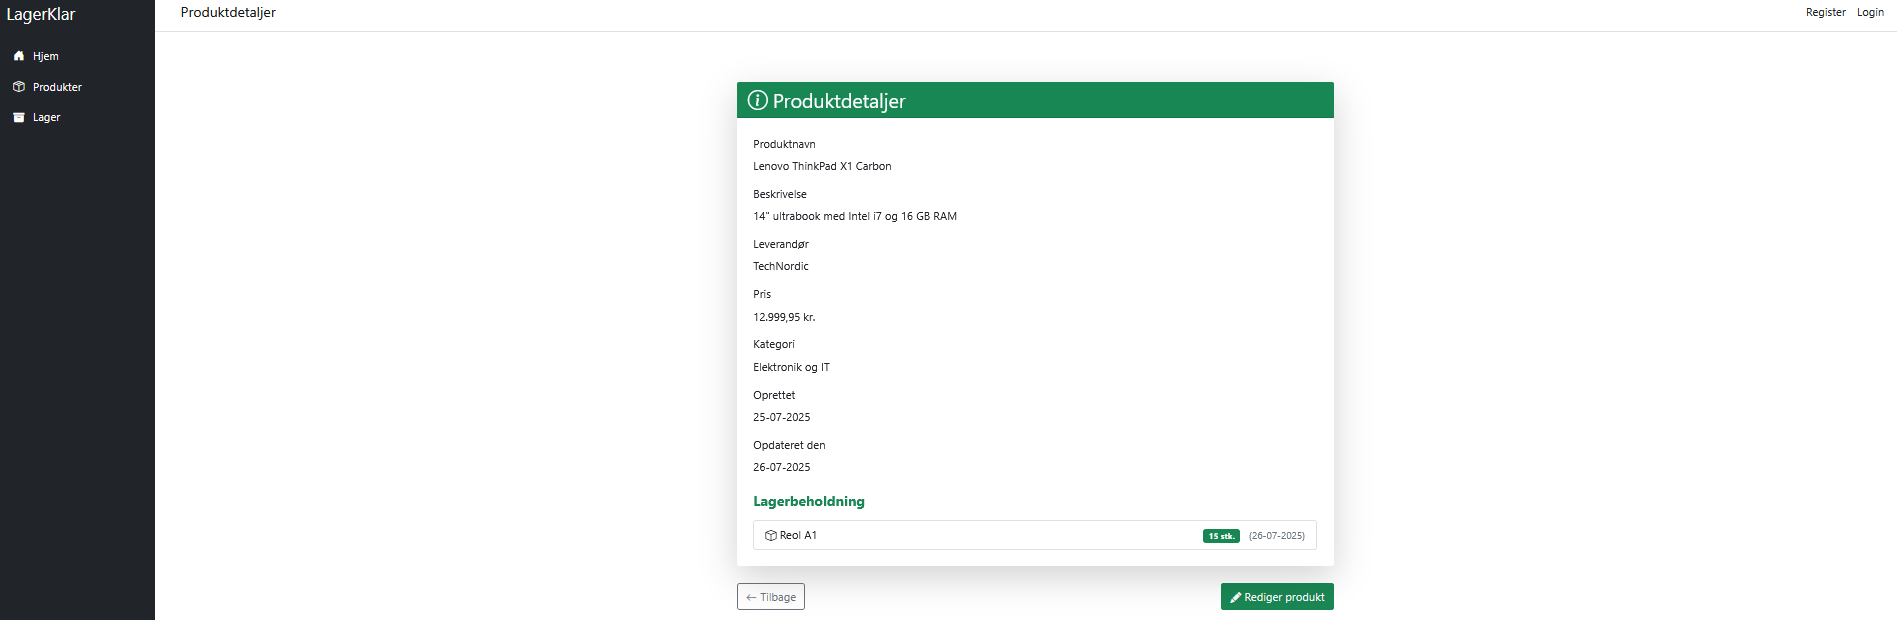 LagerKlar
Produktdetaljer
Register Login
Hjem
Produkter
Lager
Produktdetaljer
Produktnavn
Lenovo ThinkPad X1 Carbon
Beskrivelse
14" ultrabook med Intel i7 og 16 GB RAM
Leverandør
TechNordic
Pris
12.999,95 kr.
Kategori
Elektronik og IT
Oprettet
25-07-2025
Opdateret den
26-07-2025
Lagerbeholdning
Reol A1 15 stk. (26-07-2025)
← Tilbage
Rediger produkt